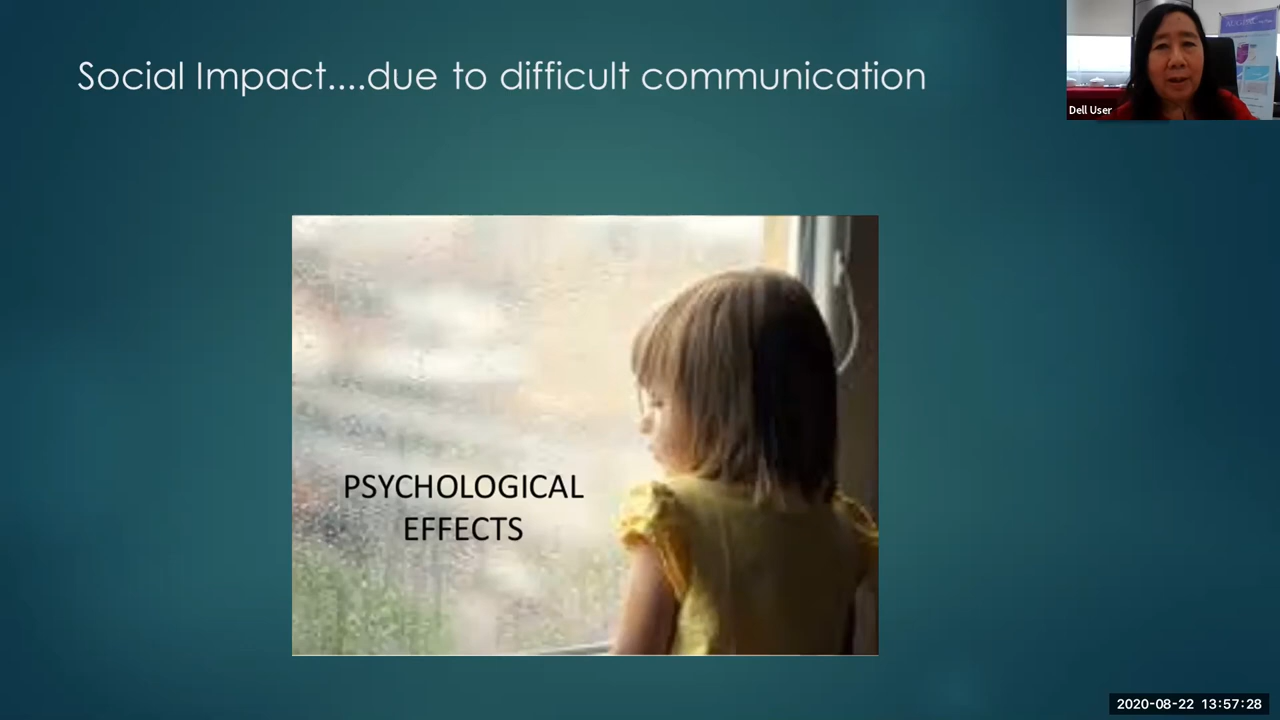 Social Impact....due to difficult communication
Dell User
PSYCHOLOGICAL
EFFECTS
2020-08-22 13:57:28